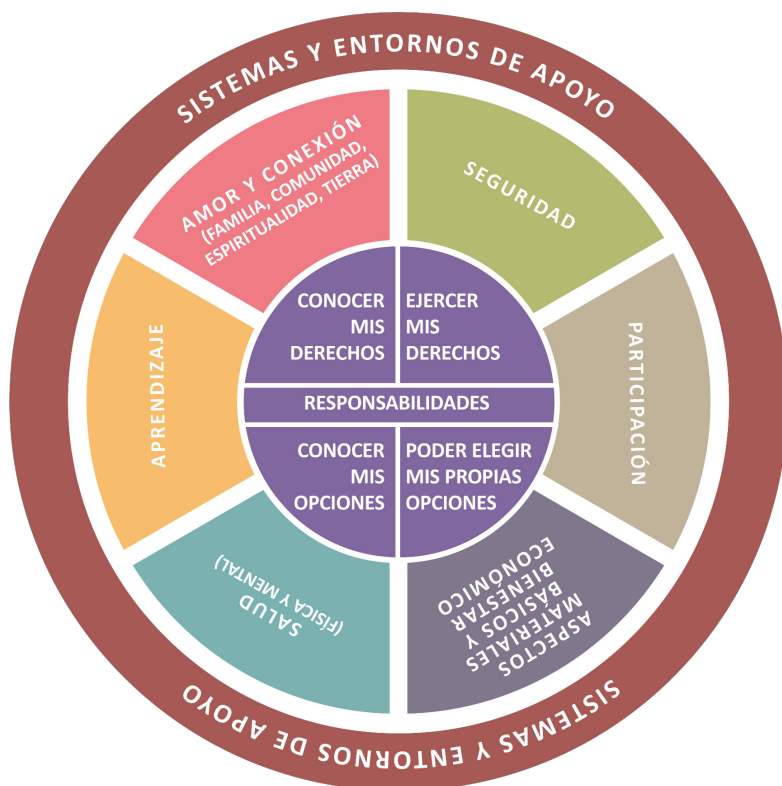 SISTEMAS Y ENTORNOS DE APOYO
AMOR Y CONEXIÓN
(FAMILIA, COMUNIDAD,
ESPIRITUALIDAD, TIERRA)
SEGURIDAD
PARTICIPACIÓN
ASPECTOS
MATERIALES
BÁSICOS Y
BIENESTAR
ECONÓMICO
SALUD
(FÍSICA Y MENTAL)
APRENDIZAJE
CONOCER
MIS
DERECHOS
EJERCER
MIS
DERECHOS
RESPONSABILIDADES
CONOCER
MIS
OPCIONES
PODER ELEGIR
MIS PROPIAS
OPCIONES
SISTEMAS Y ENTORNOS DE APOYO